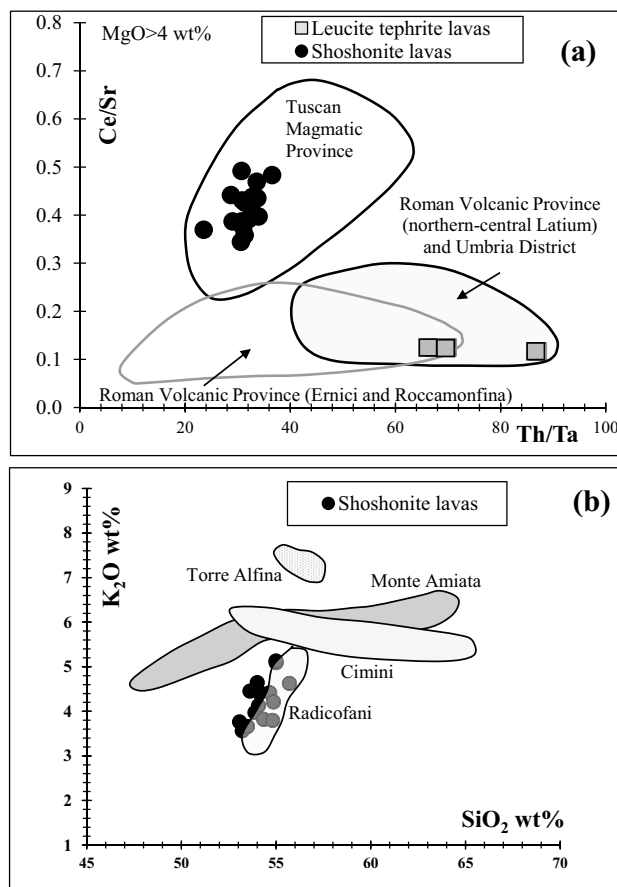 MgO>4 wt%
Leucite tephrite lavas
Shoshonite lavas
(a)
0.8
0.7
0.6
0.5
0.4
0.3
0.2
0.1
0.0
Ce/Sr
Tuscan
Magmatic
Province
Roman Volcanic Province
(northern-central Latium)
and Umbria District
Roman Volcanic Province (Ernici and Roccamonfina)
0 20 40 60 80 100
Th/Ta
(b)
Shoshonite lavas
9
8
7
6
5
4
3
2
1
K₂O wt%
Torre Alfina
Monte Amiata
Cimini
Radicofani
SiO₂ wt%
45 50 55 60 65 70